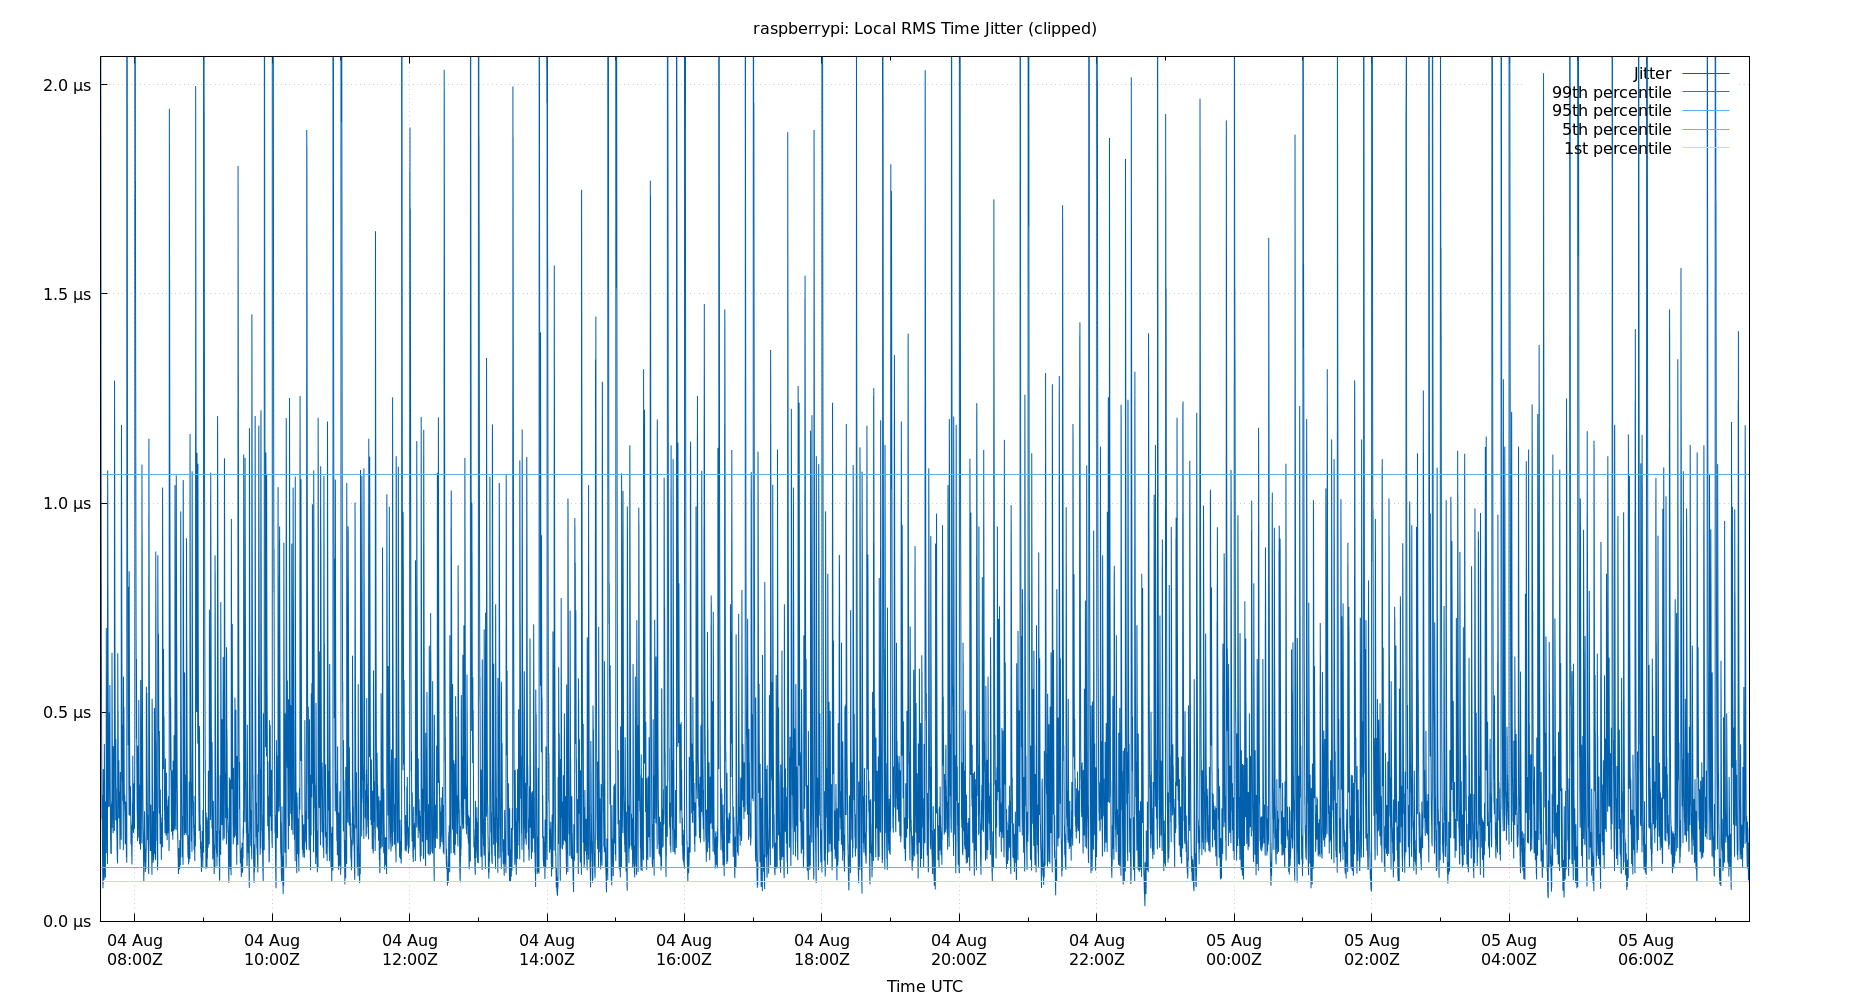 raspberrypi: Local RMS Time Jitter (clipped)
2.0 µs
1.5 µs
1.0 µs
0.5 µs
0.0 µs
Jitter
99th percentile
95th percentile
5th percentile
1st percentile
04 Aug 04 Aug 04 Aug 04 Aug 04 Aug 04 Aug 04 Aug 04 Aug 05 Aug 05 Aug 05 Aug 05 Aug
08:00Z 10:00Z 12:00Z 14:00Z 16:00Z 18:00Z 20:00Z 22:00Z 00:00Z 02:00Z 04:00Z 06:00Z
Time UTC